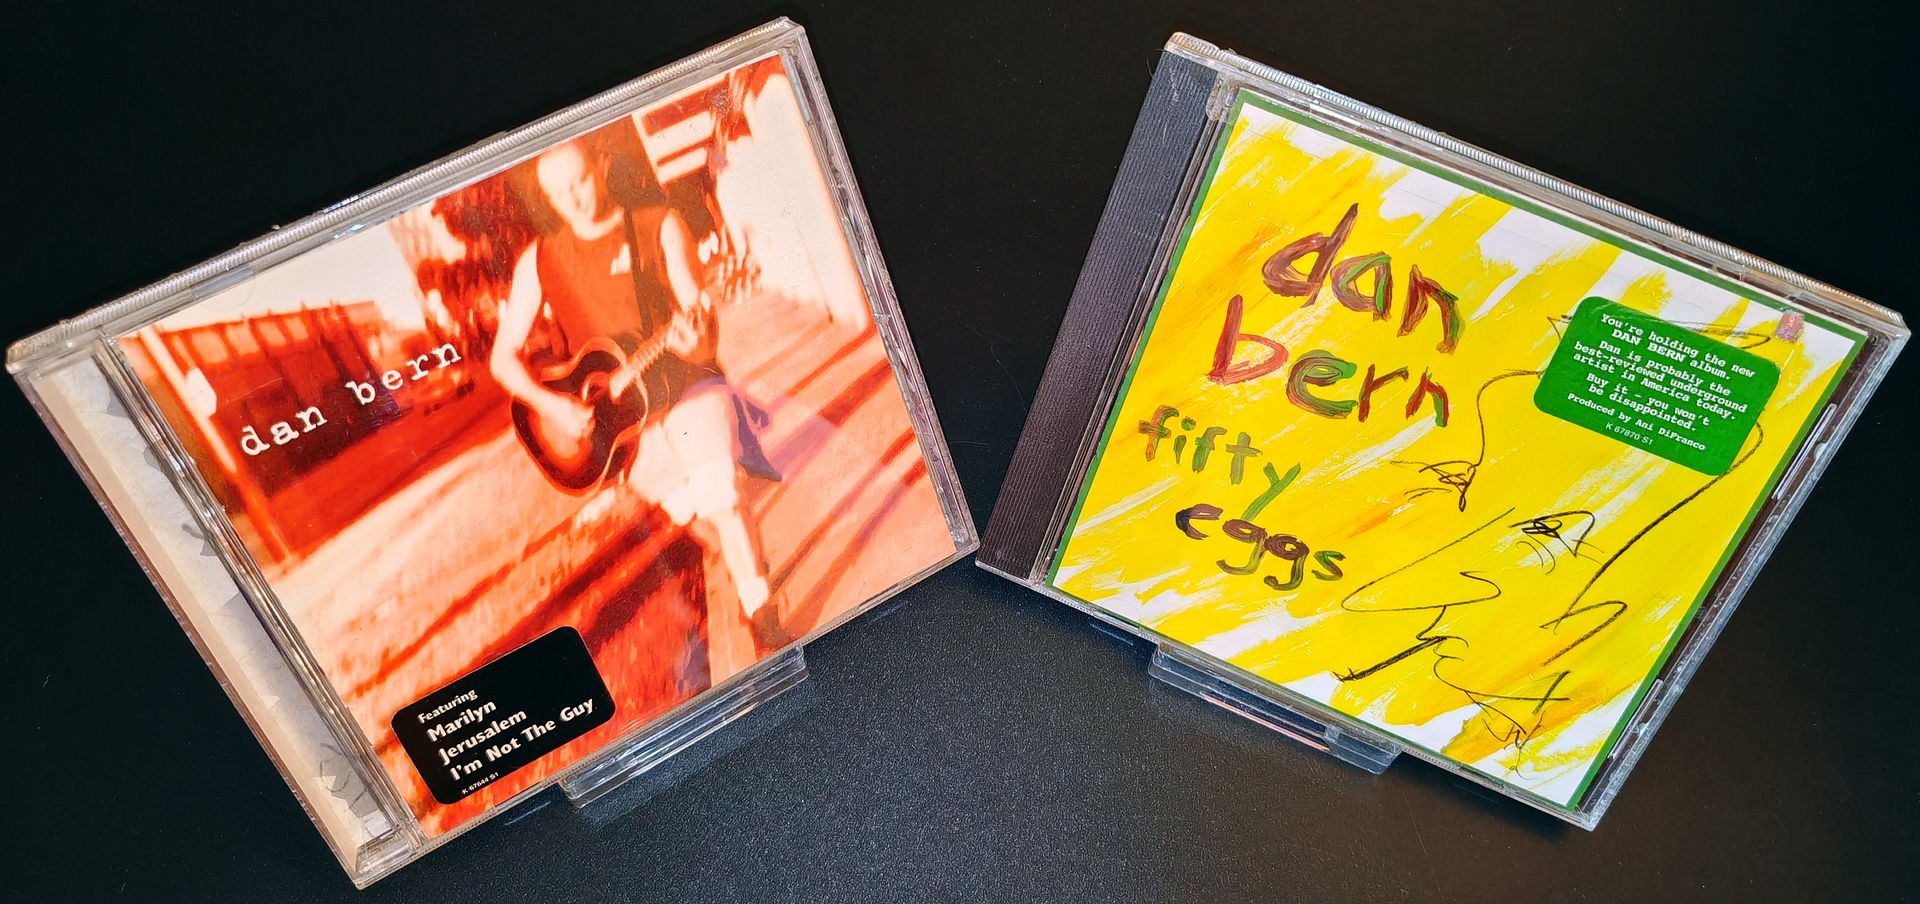 dan bern
Featuring
Marilyn
Jerusalem
I'm Not The Guy
K 67644 S1
dan
bern
fifty
eggs
You're holding the new
DAN BERN album.
Dan is probably the
best-reviewed underground
artist in America today.
Buy it - you won't
be disappointed.
Produced by Ani DiFranco
K 67870 S1